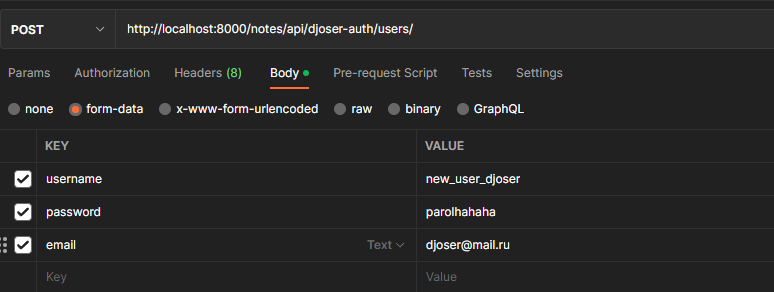 POST http://localhost:8000/notes/api/djoser-auth/users/
Params Authorization Headers (8) Body Pre-request Script Tests Settings
none form-data x-www-form-urlencoded raw binary GraphQL
KEY VALUE
username new_user_djoser
password parolhahaha
email Text djoser@mail.ru
Key Value